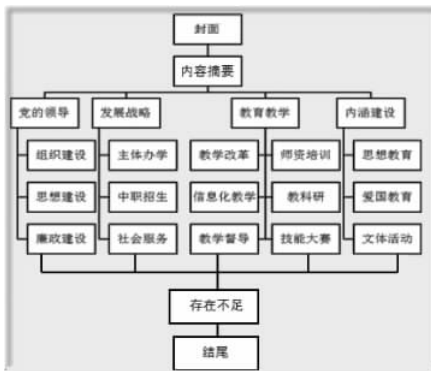 封面
内容摘要
党的领导 发展战略 教育教学 内涵建设
组织建设 主体办学 教学改革 师资培训 思想教育
思想建设 中职招生 信息化教学 教科研 爱国教育
廉政建设 社会服务 教学督导 技能大赛 文体活动
存在不足
结尾